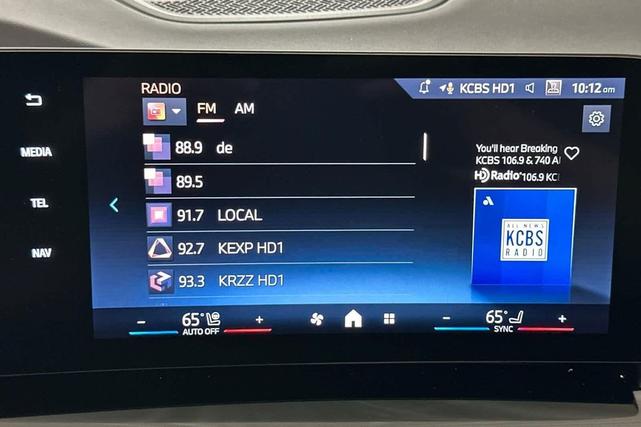 RADIO
KCBS HD1
10:12 am
FM AM
MEDIA
TEL
NAV
88.9 de
89.5
91.7 LOCAL
92.7 KEXP HD1
93.3 KRZZ HD1
You'll hear Breaking
KCBS 106.9 & 740 A
HD Radio 106.9 KC
ALL NEWS
KCBS
RADIO
- 65° +
AUTO OFF
- 65° +
SYNC